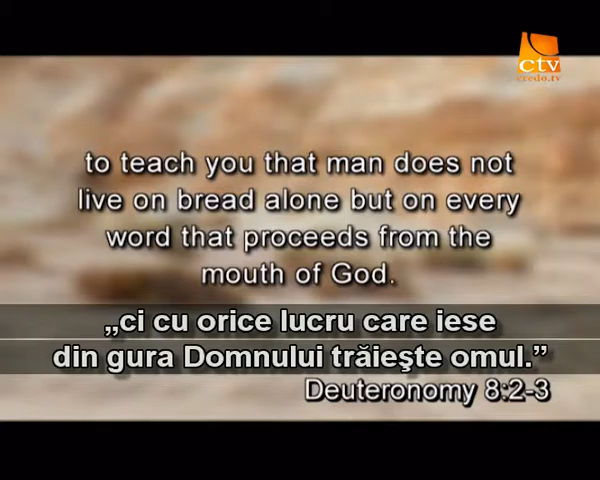 ctv
credo.tv
to teach you that man does not
live on bread alone but on every
word that proceeds from the
mouth of God.
„ci cu orice lucru care iese
din gura Domnului trăieşte omul.”
Deuteronomy 8:2-3